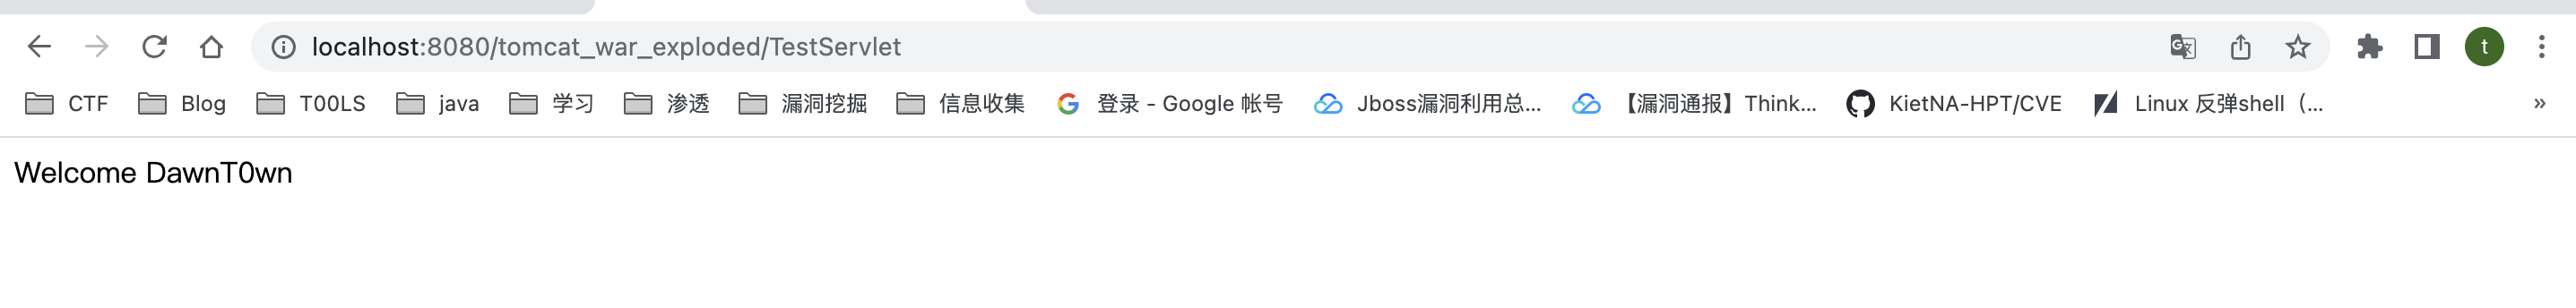 localhost:8080/tomcat_war_exploded/TestServlet t
CTF Blog T00LS java 学习 渗透 漏洞挖掘 信息收集 登录 - Google 帐号 Jboss漏洞利用总... 【漏洞通报】Think... KietNA-HPT/CVE Linux 反弹shell（... »
Welcome DawnT0wn